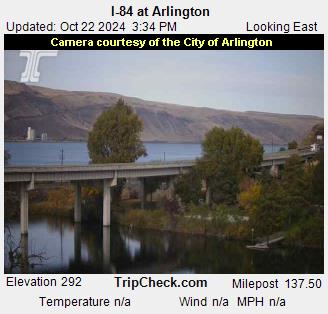 I-84 at Arlington
Updated: Oct 22 2024 3:34 PM Looking East
Camera courtesy of the City of Arlington
Elevation 292 TripCheck.com Milepost 137.50
Temperature n/a Wind n/a MPH n/a